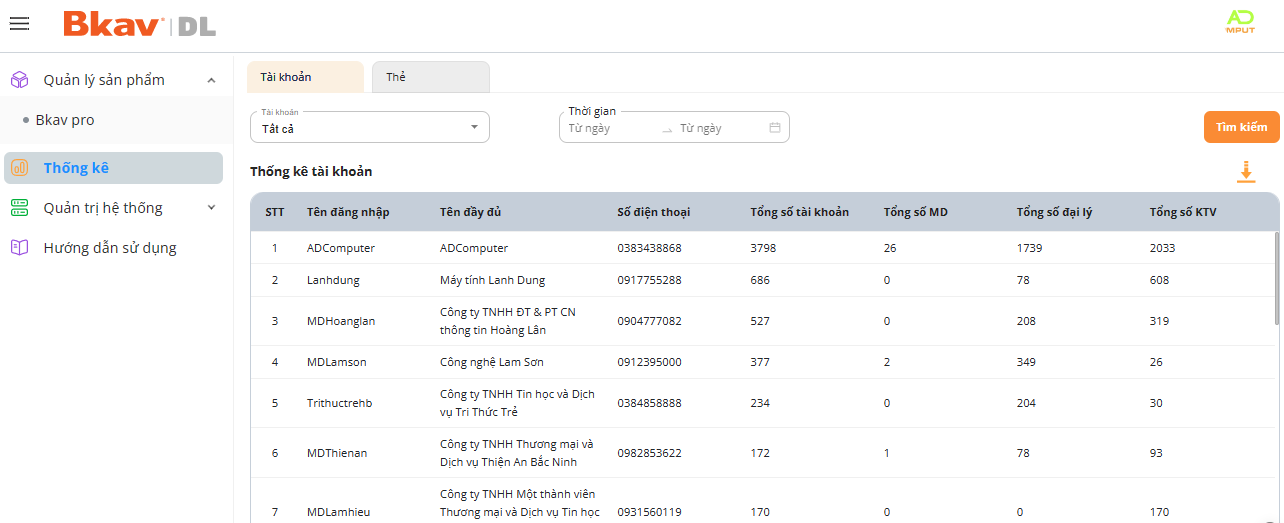 Bkav DL
AD
MPUT
Quản lý sản phẩm
Bkav pro
Thống kê
Quản trị hệ thống
Hướng dẫn sử dụng
Tài khoản Thẻ
Tài khoản
Tất cả
Thời gian
Từ ngày Từ ngày
Tìm kiếm
Thống kê tài khoản
STT Tên đăng nhập Tên đầy đủ Số điện thoại Tổng số tài khoản Tổng số MD Tổng số đại lý Tổng số KTV
1 ADComputer ADComputer 0383438868 3798 26 1739 2033
2 Lanhdung Máy tính Lanh Dung 0917755288 686 0 78 608
3 MDHoanglan Công ty TNHH ĐT & PT CN
thông tin Hoàng Lân 0904777082 527 0 208 319
4 MDLamson Công nghệ Lam Sơn 0912395000 377 2 349 26
5 Trithuctrehb Công ty TNHH Tin học và Dịch
vụ Tri Thức Trẻ 0384858888 234 0 204 30
6 MDThienan Công ty TNHH Thương mại và
Dịch vụ Thiện An Bắc Ninh 0982853622 172 1 78 93
7 MDLamhieu Công ty TNHH Một thành viên
Thương mại và Dịch vụ Tin học 0931560119 170 0 0 170